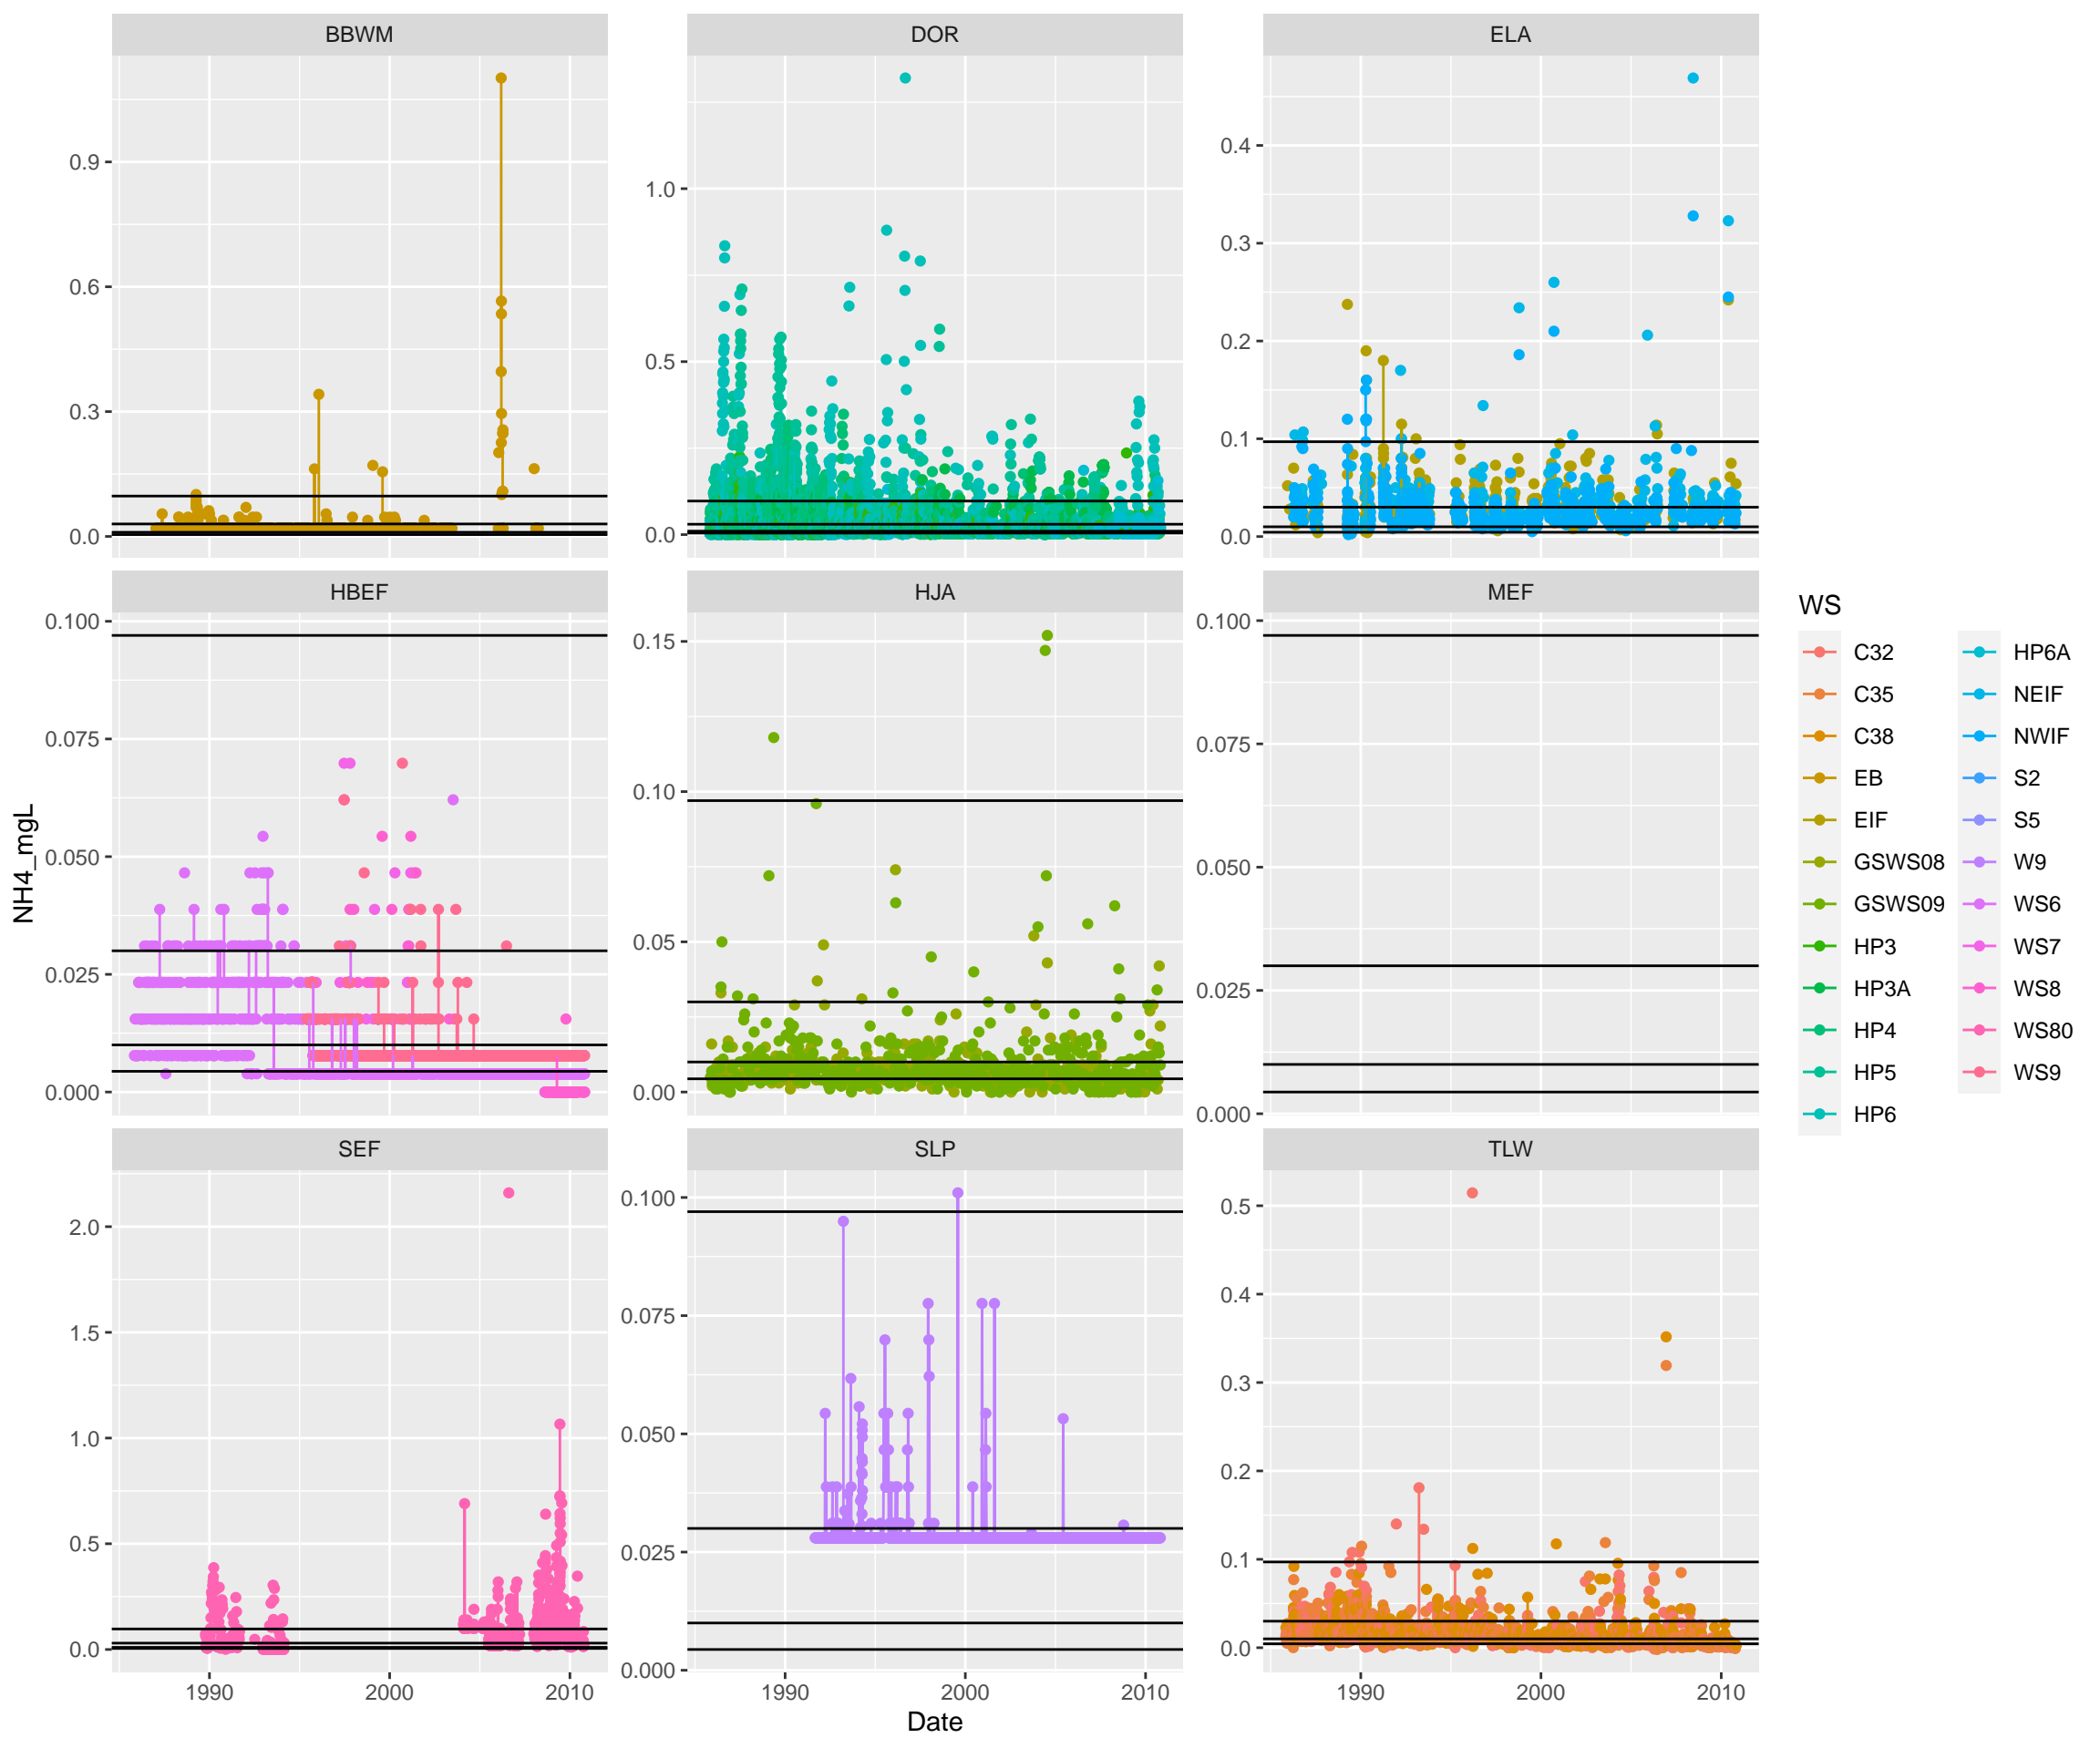 BBWM DOR ELA
0.9 1.0 0.4
0.6 0.3
0.3 0.5 0.2
0.1
0.0 0.0 0.0
HBEF HJA MEF
0.100 0.15 0.100
0.075 0.10 0.075
0.050 0.050
0.025 0.05 0.025
0.000 0.00 0.000
SEF SLP TLW
2.0 0.100 0.5
1.5 0.075 0.4
0.3
1.0 0.050 0.2
0.5 0.025 0.1
0.0 0.000 0.0
1990 2000 2010 1990 2000 2010 1990 2000 2010
Date
NH4_mgL
WS
C32
C35
C38
EB
EIF
GSWS08
GSWS09
HP3
HP3A
HP4
HP5
HP6
HP6A
NEIF
NWIF
S2
S5
W9
WS6
WS7
WS8
WS80
WS9